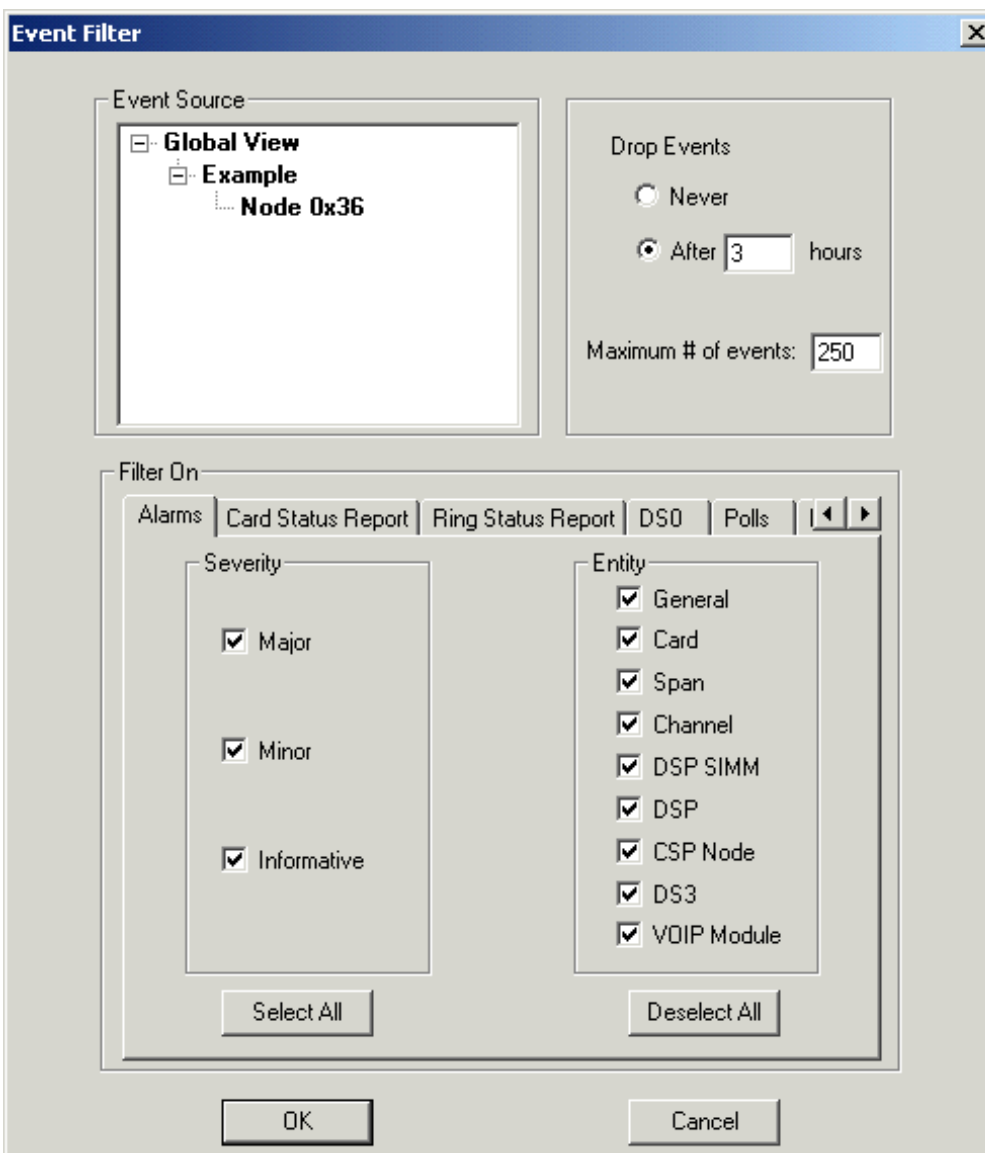 Event Filter
Event Source
Global View
Example
Node 0x36
Drop Events
Never
After 3 hours
Maximum # of events: 250
Filter On
Alarms Card Status Report Ring Status Report DS0 Polls
Severity
Major
Minor
Informative
Entity
General
Card
Span
Channel
DSP SIMM
DSP
CSP Node
DS3
VOIP Module
Select All
Deselect All
OK
Cancel